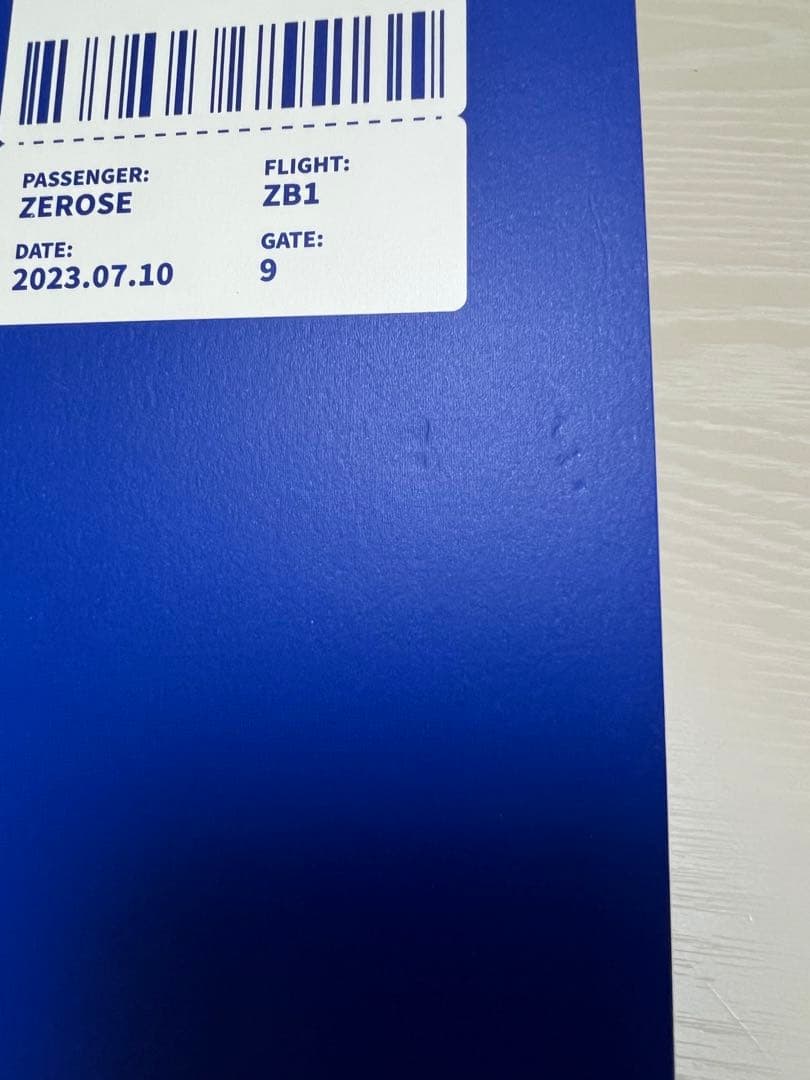 PASSENGER:
ZEROSE
FLIGHT:
ZB1
DATE:
2023.07.10
GATE:
9